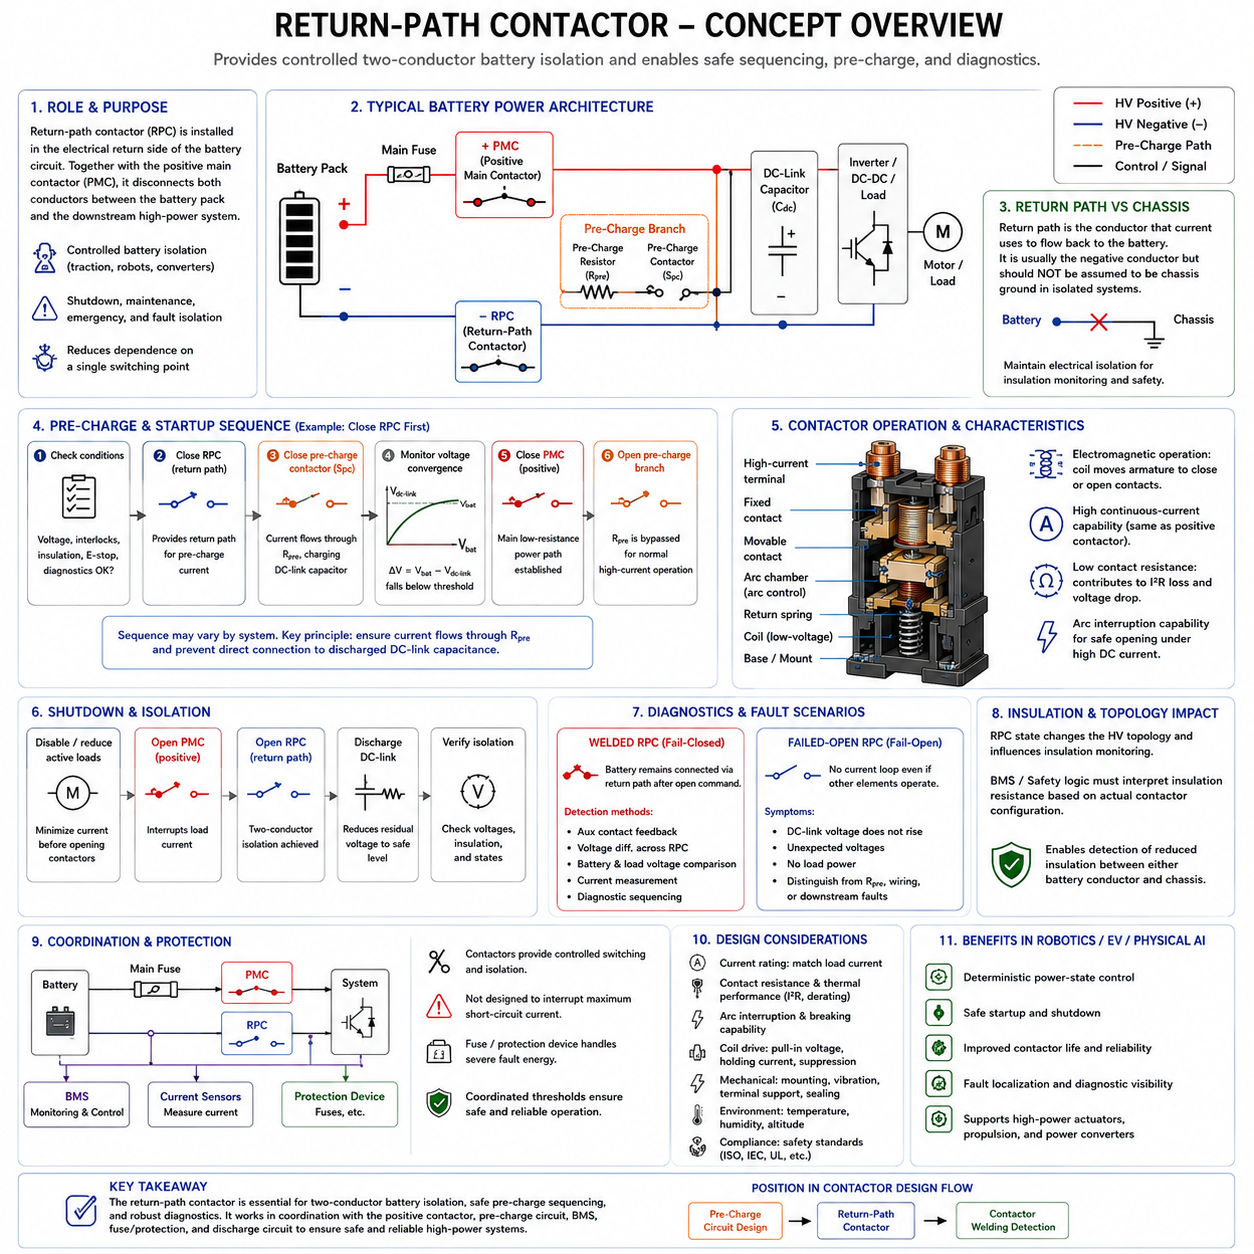 RETURN-PATH CONTACTOR – CONCEPT OVERVIEW
Provides controlled two-conductor battery isolation and enables safe sequencing, pre-charge, and diagnostics.
1. ROLE & PURPOSE
Return-path contactor (RPC) is installed
in the electrical return side of the battery
circuit. Together with the positive main
contactor (PMC), it disconnects both
conductors between the battery pack
and the downstream high-power system.
Controlled battery isolation
(traction, robots, converters)
Shutdown, maintenance,
emergency, and fault isolation
Reduces dependence on
a single switching point
2. TYPICAL BATTERY POWER ARCHITECTURE
Battery Pack
+
–
Main Fuse
+ PMC
(Positive
Main Contactor)
Pre-Charge Branch
Pre-Charge
Resistor
(Rpre)
Pre-Charge
Contactor
(Spc)
– RPC
(Return-Path
Contactor)
DC-Link
Capacitor
(Cdc)
+
–
Inverter /
DC-DC /
Load
M
Motor /
Load
HV Positive (+)
HV Negative (–)
Pre-Charge Path
Control / Signal
3. RETURN PATH VS CHASSIS
Return path is the conductor that current
uses to flow back to the battery.
It is usually the negative conductor but
should NOT be assumed to be chassis
ground in isolated systems.
Battery
Chassis
Maintain electrical isolation for
insulation monitoring and safety.
4. PRE-CHARGE & STARTUP SEQUENCE (Example: Close RPC First)
1 Check conditions
Voltage, interlocks,
insulation, E-stop,
diagnostics OK?
2 Close RPC
(return path)
Provides return path
for pre-charge
current
3 Close pre-charge
contactor (Spc)
Current flows through
Rpre, charging
DC-link capacitor
4 Monitor voltage
convergence
Vdc-link
Vbat
Vbat
ΔV = Vbat – Vdc-link
falls below threshold
5 Close PMC
(positive)
Main low-resistance
power path
established
6 Open pre-charge
branch
Rpre is bypassed
for normal
high-current operation
Sequence may vary by system. Key principle: ensure current flows through Rpre
and prevent direct connection to discharged DC-link capacitance.
5. CONTACTOR OPERATION & CHARACTERISTICS
High-current
terminal
Fixed
contact
Movable
contact
Arc chamber
(arc control)
Return spring
Coil (low-voltage)
Base / Mount
Electromagnetic operation:
coil moves armature to close
or open contacts.
A
High continuous-current
capability (same as positive
contactor).
Ω
Low contact resistance:
contributes to I²R loss and
voltage drop.
Arc interruption capability
for safe opening under
high DC current.
6. SHUTDOWN & ISOLATION
Disable / reduce
active loads
M
Minimize current
before opening
contactors
Open PMC
(positive)
Interrupts load
current
Open RPC
(return path)
Two-conductor
isolation achieved
Discharge
DC-link
Reduces residual
voltage to safe
level
Verify isolation
V
Check voltages,
insulation,
and states
7. DIAGNOSTICS & FAULT SCENARIOS
WELDED RPC (Fail-Closed)
Battery remains connected via
return path after open command.
Detection methods:
• Aux contact feedback
• Voltage diff. across RPC
• Battery & load voltage comparison
• Current measurement
• Diagnostic sequencing
FAILED-OPEN RPC (Fail-Open)
No current loop even if
other elements operate.
Symptoms:
• DC-link voltage does not rise
• Unexpected voltages
• No load power
• Distinguish from Rpre, wiring,
or downstream faults
8. INSULATION & TOPOLOGY IMPACT
RPC state changes the HV topology and
influences insulation monitoring.
BMS / Safety logic must interpret insulation
resistance based on actual contactor
configuration.
Enables detection of reduced
insulation between either
battery conductor and chassis.
9. COORDINATION & PROTECTION
Battery
Main Fuse
PMC
RPC
System
BMS
Monitoring & Control
Current Sensors
Measure current
Protection Device
Fuses, etc.
Contactors provide controlled switching
and isolation.
Not designed to interrupt maximum
short-circuit current.
Fuse / protection device handles
severe fault energy.
Coordinated thresholds ensure
safe and reliable operation.
10. DESIGN CONSIDERATIONS
A
Current rating: match load current
Contact resistance & thermal
performance (I²R, derating)
Arc interruption & breaking
capability
Coil drive: pull-in voltage,
holding current, suppression
Mechanical: mounting, vibration,
terminal support, sealing
Environment: temperature,
humidity, altitude
Compliance: safety standards
(ISO, IEC, UL, etc.)
11. BENEFITS IN ROBOTICS / EV / PHYSICAL AI
Deterministic power-state control
Safe startup and shutdown
Improved contactor life and reliability
Fault localization and diagnostic visibility
Supports high-power actuators,
propulsion, and power converters
KEY TAKEAWAY
The return-path contactor is essential for two-conductor battery isolation, safe pre-charge sequencing,
and robust diagnostics. It works in coordination with the positive contactor, pre-charge circuit, BMS,
fuse/protection, and discharge circuit to ensure safe and reliable high-power systems.
POSITION IN CONTACTOR DESIGN FLOW
Pre-Charge
Circuit Design
Return-Path
Contactor
Contactor
Welding Detection